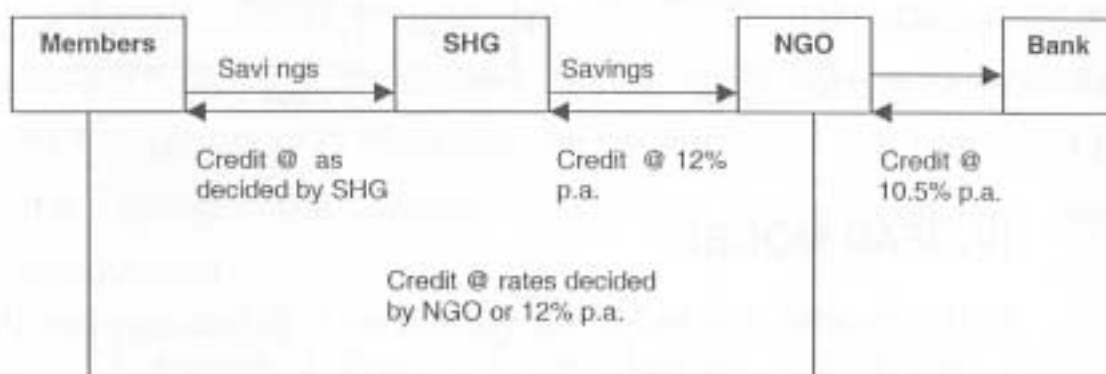 Members
SHG
NGO
Bank
Savi ngs
Savings
Credit @ as
decided by SHG
Credit @ 12%
p.a.
Credit @
10.5% p.a.
Credit @ rates decided
by NGO or 12% p.a.